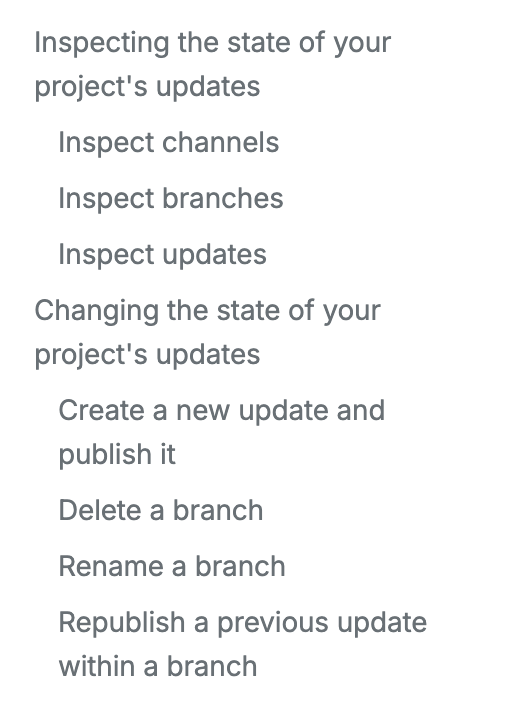 Inspecting the state of your
project's updates
Inspect channels
Inspect branches
Inspect updates
Changing the state of your
project's updates
Create a new update and
publish it
Delete a branch
Rename a branch
Republish a previous update
within a branch